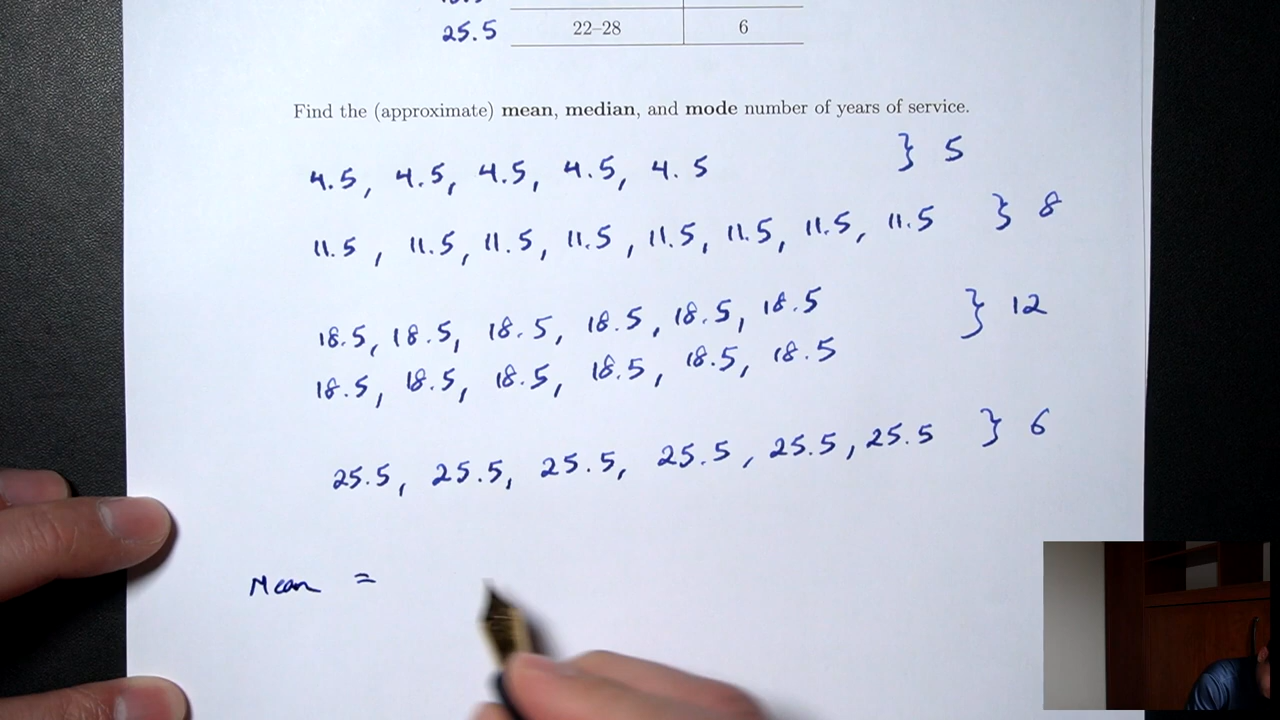 25.5 22–28 6
Find the (approximate) mean, median, and mode number of years of service.
4.5, 4.5, 4.5, 4.5, 4.5 } 5
11.5, 11.5, 11.5, 11.5, 11.5, 11.5, 11.5, 11.5 } 8
18.5, 18.5, 18.5, 18.5, 18.5, 18.5 } 12
18.5, 18.5, 18.5, 18.5, 18.5, 18.5
25.5, 25.5, 25.5, 25.5, 25.5, 25.5 } 6
Mean =